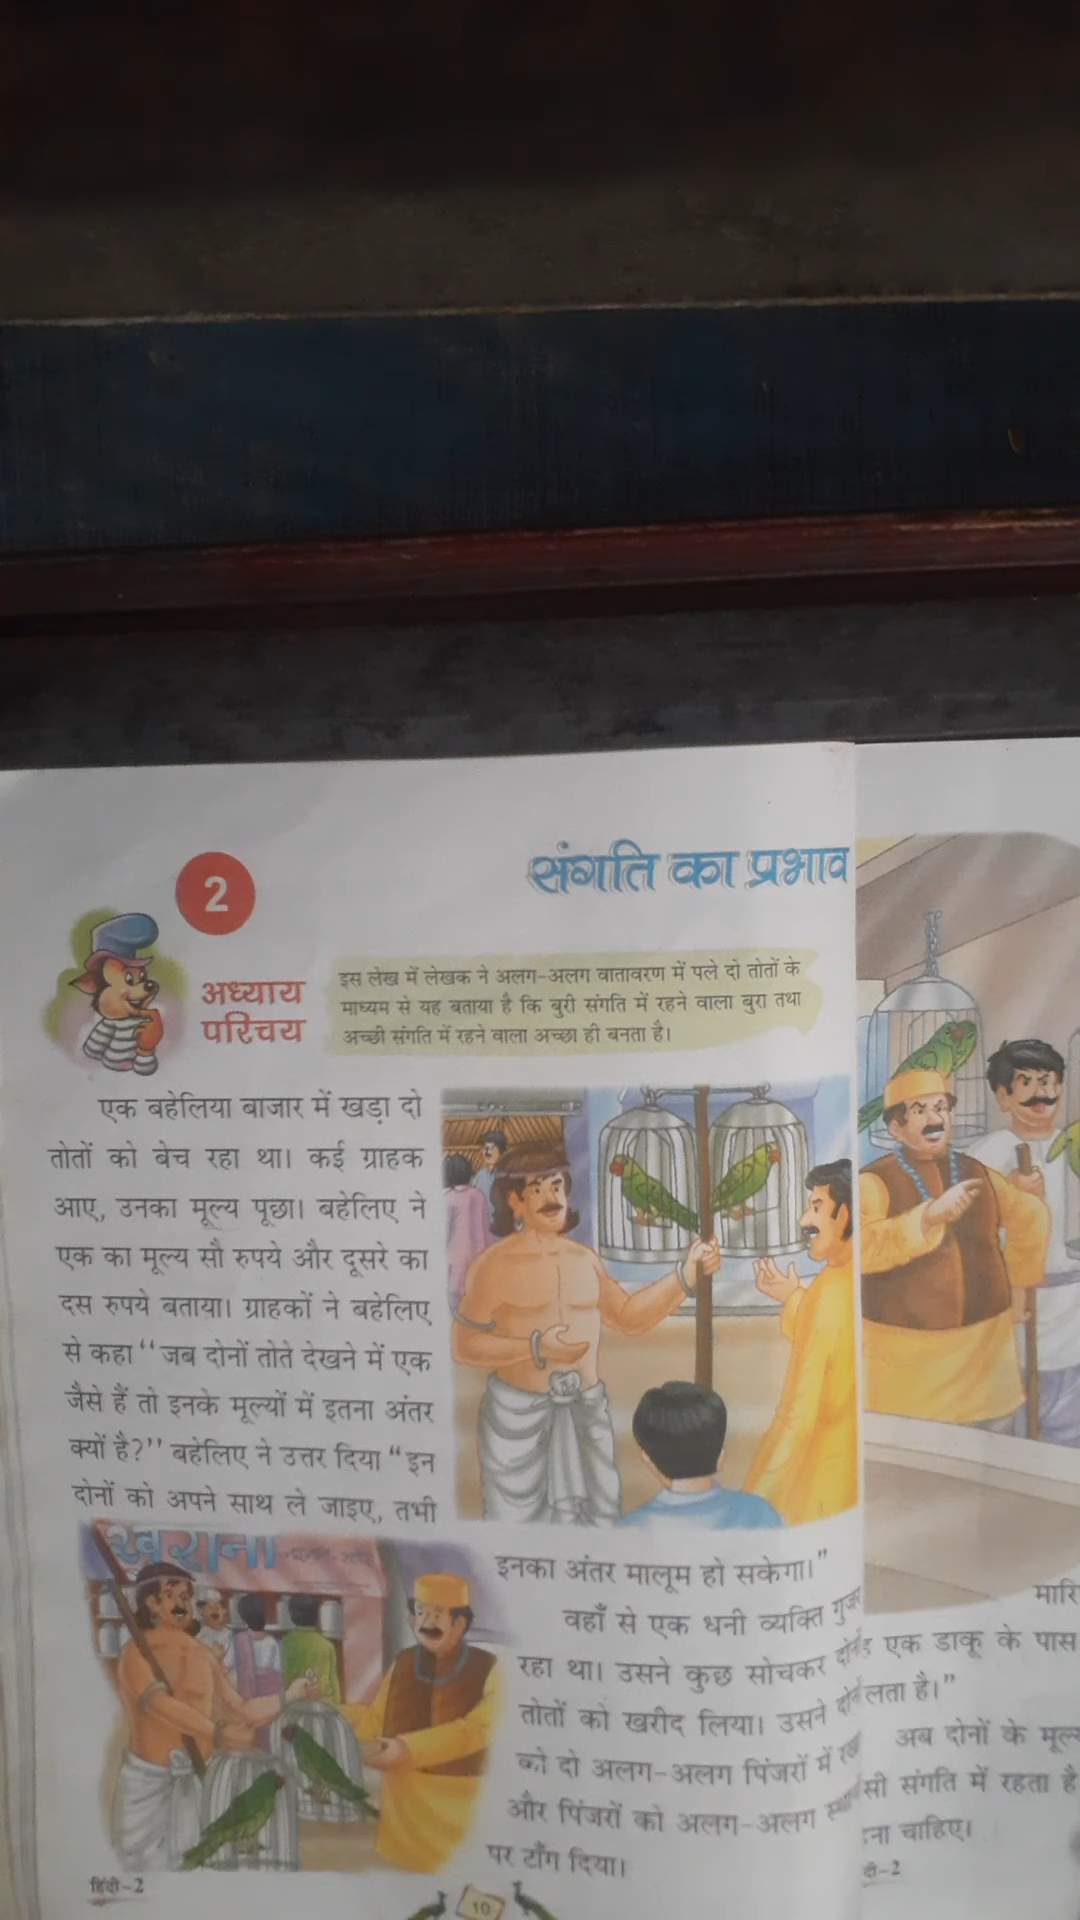 2
संगति का प्रभाव
अध्याय
परिचय
इस लेख में लेखक ने अलग-अलग वातावरण में पले दो तोतों के
माध्यम से यह बताया है कि बुरी संगति में रहने वाला बुरा तथा
अच्छी संगति में रहने वाला अच्छा ही बनता है।
एक बहेलिया बाजार में खड़ा दो
तोतों को बेच रहा था। कई ग्राहक
आए, उनका मूल्य पूछा। बहेलिए ने
एक का मूल्य सौ रुपये और दूसरे का
दस रुपये बताया। ग्राहकों ने बहेलिए
से कहा ‘‘जब दोनों तोते देखने में एक
जैसे हैं तो इनके मूल्यों में इतना अंतर
क्यों है?’’ बहेलिए ने उत्तर दिया “इन
दोनों को अपने साथ ले जाइए, तभी
इनका अंतर मालूम हो सकेगा।”
वहाँ से एक धनी व्यक्ति गुजर
रहा था। उसने कुछ सोचकर
तोतों को खरीद लिया। उसने
को दो अलग-अलग पिंजरों में
और पिंजरों को अलग-अलग
पर टाँग दिया।
हिंदी-2
10
मारि
एक डाकू के पास
लता है।”
अब दोनों के मूल्
सी संगति में रहता है
ना चाहिए।
दी-2